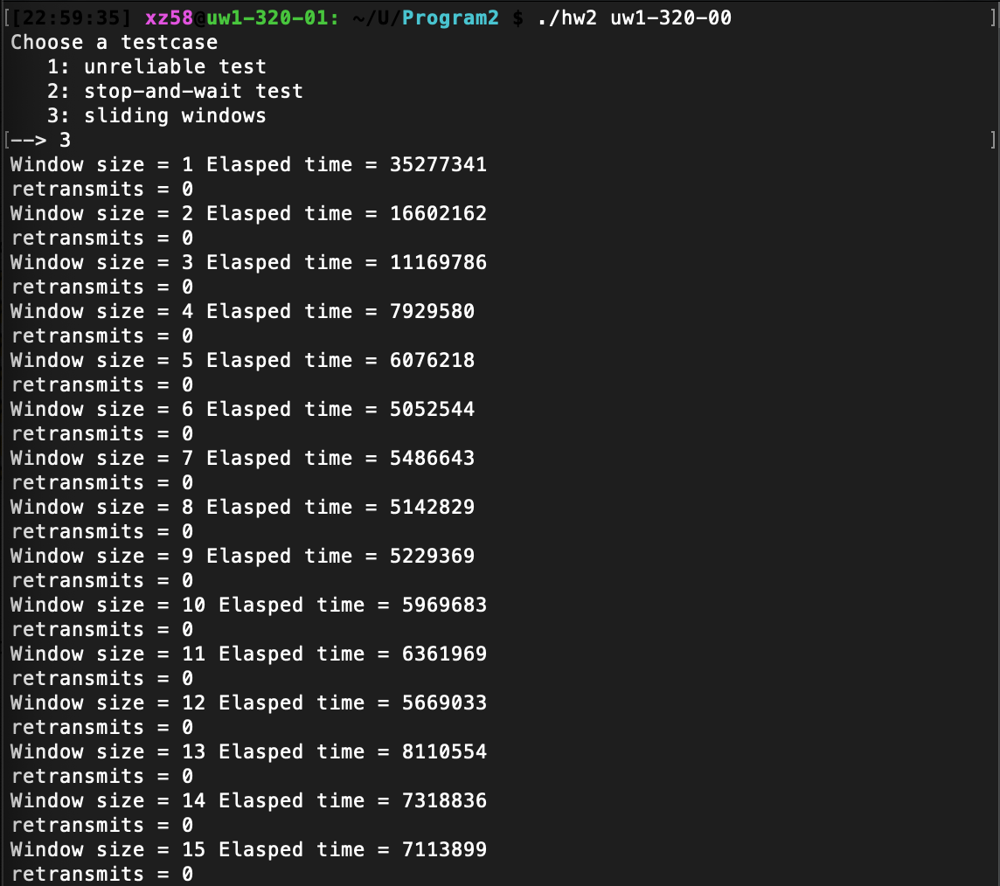 [[22:59:35] xz58@uw1-320-01: ~/U/Program2 $ ./hw2 uw1-320-00 ]
Choose a testcase
   1: unreliable test
   2: stop-and-wait test
   3: sliding windows
[--> 3 ]
Window size = 1 Elasped time = 35277341
retransmits = 0
Window size = 2 Elasped time = 16602162
retransmits = 0
Window size = 3 Elasped time = 11169786
retransmits = 0
Window size = 4 Elasped time = 7929580
retransmits = 0
Window size = 5 Elasped time = 6076218
retransmits = 0
Window size = 6 Elasped time = 5052544
retransmits = 0
Window size = 7 Elasped time = 5486643
retransmits = 0
Window size = 8 Elasped time = 5142829
retransmits = 0
Window size = 9 Elasped time = 5229369
retransmits = 0
Window size = 10 Elasped time = 5969683
retransmits = 0
Window size = 11 Elasped time = 6361969
retransmits = 0
Window size = 12 Elasped time = 5669033
retransmits = 0
Window size = 13 Elasped time = 8110554
retransmits = 0
Window size = 14 Elasped time = 7318836
retransmits = 0
Window size = 15 Elasped time = 7113899
retransmits = 0